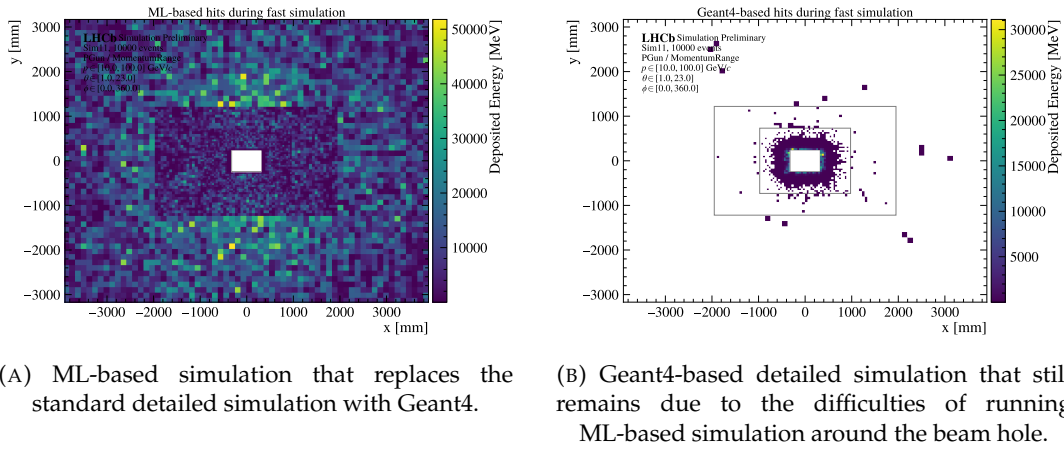 ML-based hits during fast simulation
y [mm]
LHCb Simulation Preliminary
Sim11, 10000 events
PGun / MomentumRange
p ∈ [10.0, 100.0] GeV/c
θ ∈ [1.0, 23.0]
ϕ ∈ [0.0, 360.0]
3000
2000
1000
0
−1000
−2000
−3000
−3000 −2000 −1000 0 1000 2000 3000
x [mm]
50000
40000
30000
20000
10000
Deposited Energy [MeV]
Geant4-based hits during fast simulation
y [mm]
LHCb Simulation Preliminary
Sim11, 10000 events
PGun / MomentumRange
p ∈ [10.0, 100.0] GeV/c
θ ∈ [1.0, 23.0]
ϕ ∈ [0.0, 360.0]
3000
2000
1000
0
−1000
−2000
−3000
−3000 −2000 −1000 0 1000 2000 3000
x [mm]
30000
25000
20000
15000
10000
5000
Deposited Energy [MeV]
(A) ML-based simulation that replaces the
standard detailed simulation with Geant4.
(B) Geant4-based detailed simulation that still
remains due to the difficulties of running
ML-based simulation around the beam hole.